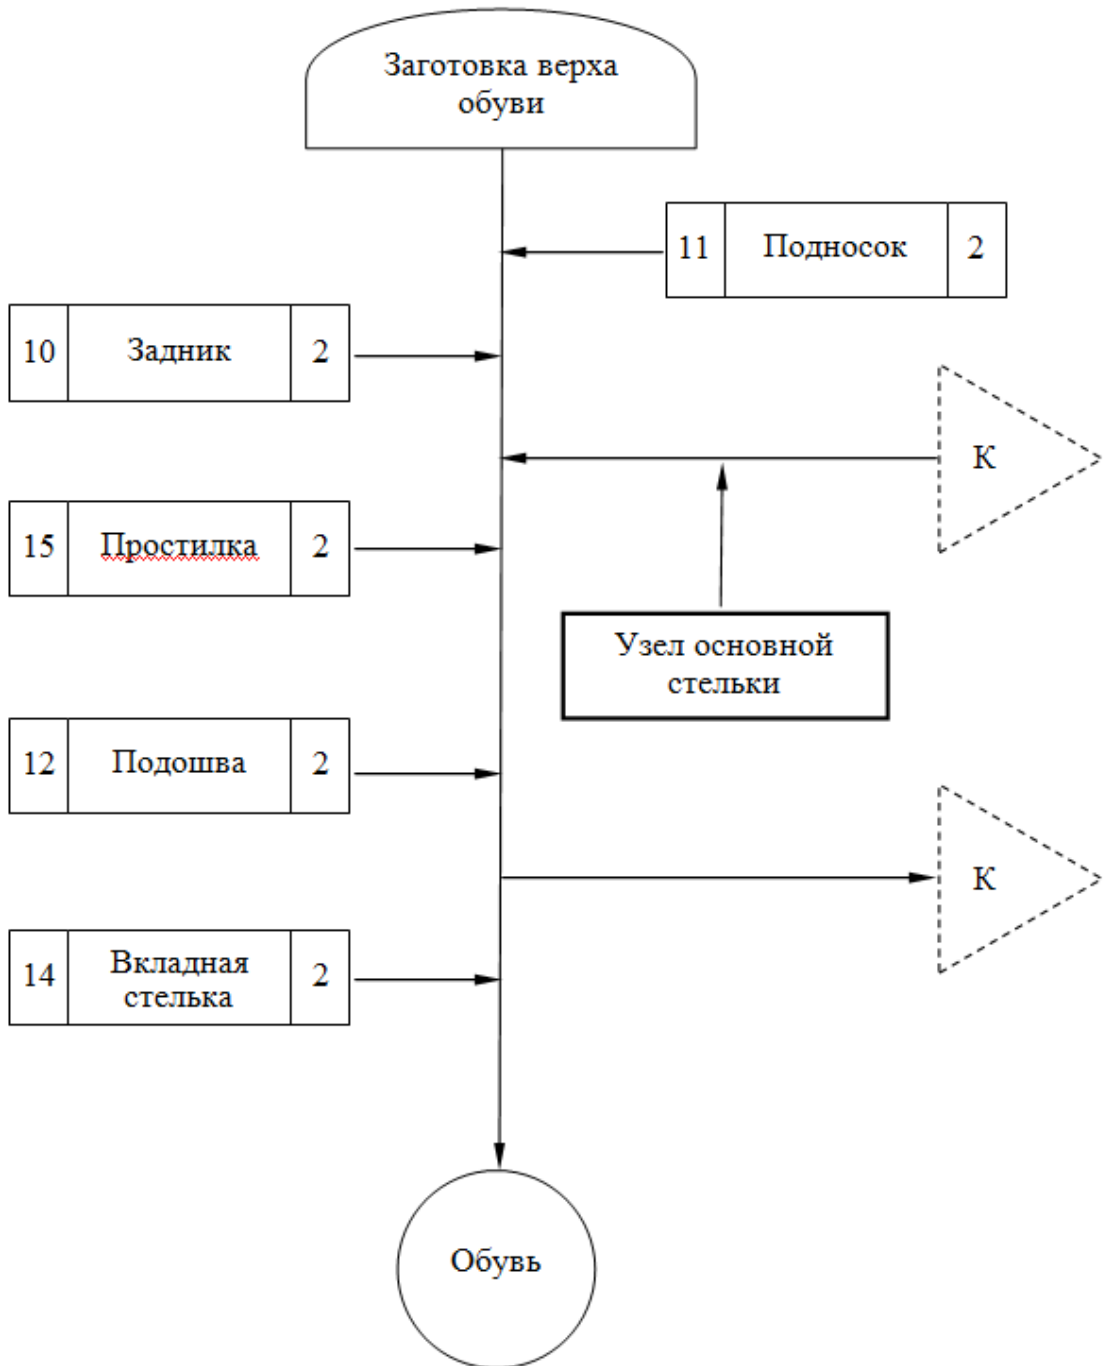 Заготовка верха
обуви
11 Подносок 2
10 Задник 2
К
15 Простилка 2
Узел основной
стельки
12 Подошва 2
К
14 Вкладная
стелька 2
Обувь